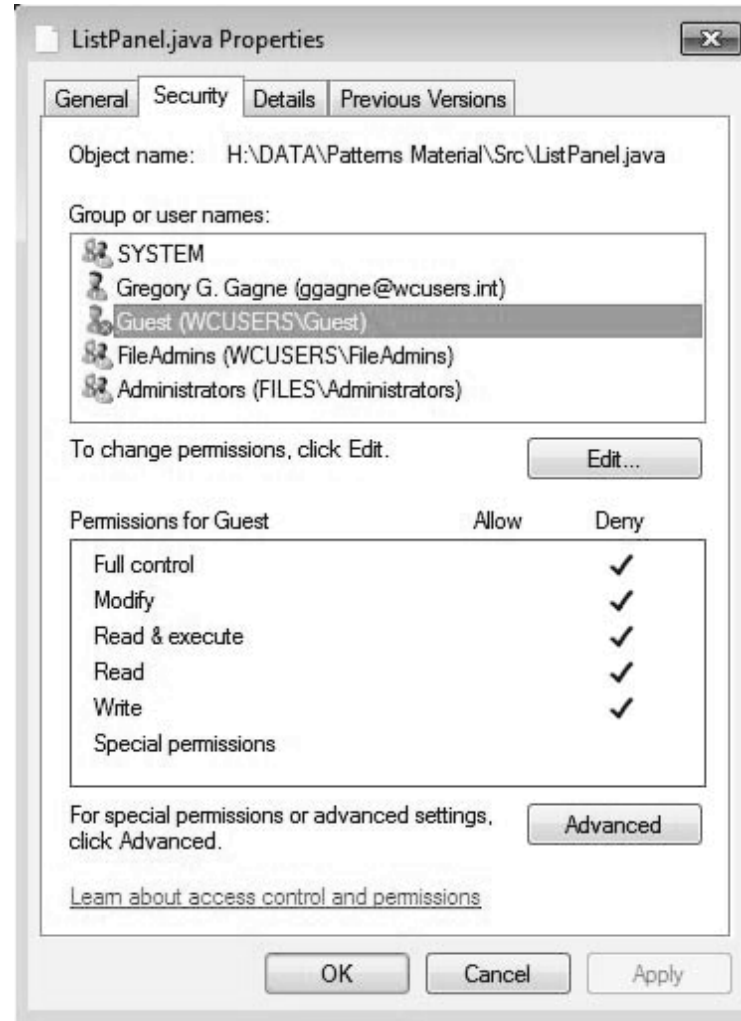 ListPanel.java Properties
General Security Details Previous Versions
Object name: H:\DATA\Patterns Material\Src\ListPanel.java
Group or user names:
SYSTEM
Gregory G. Gagne (ggagne@wcusers.int)
Guest (WCUSERS\Guest)
FileAdmins (WCUSERS\FileAdmins)
Administrators (FILES\Administrators)
To change permissions, click Edit.
Edit...
Permissions for Guest Allow Deny
Full control
Modify
Read & execute
Read
Write
Special permissions
For special permissions or advanced settings,
click Advanced.
Advanced
Learn about access control and permissions
OK Cancel Apply